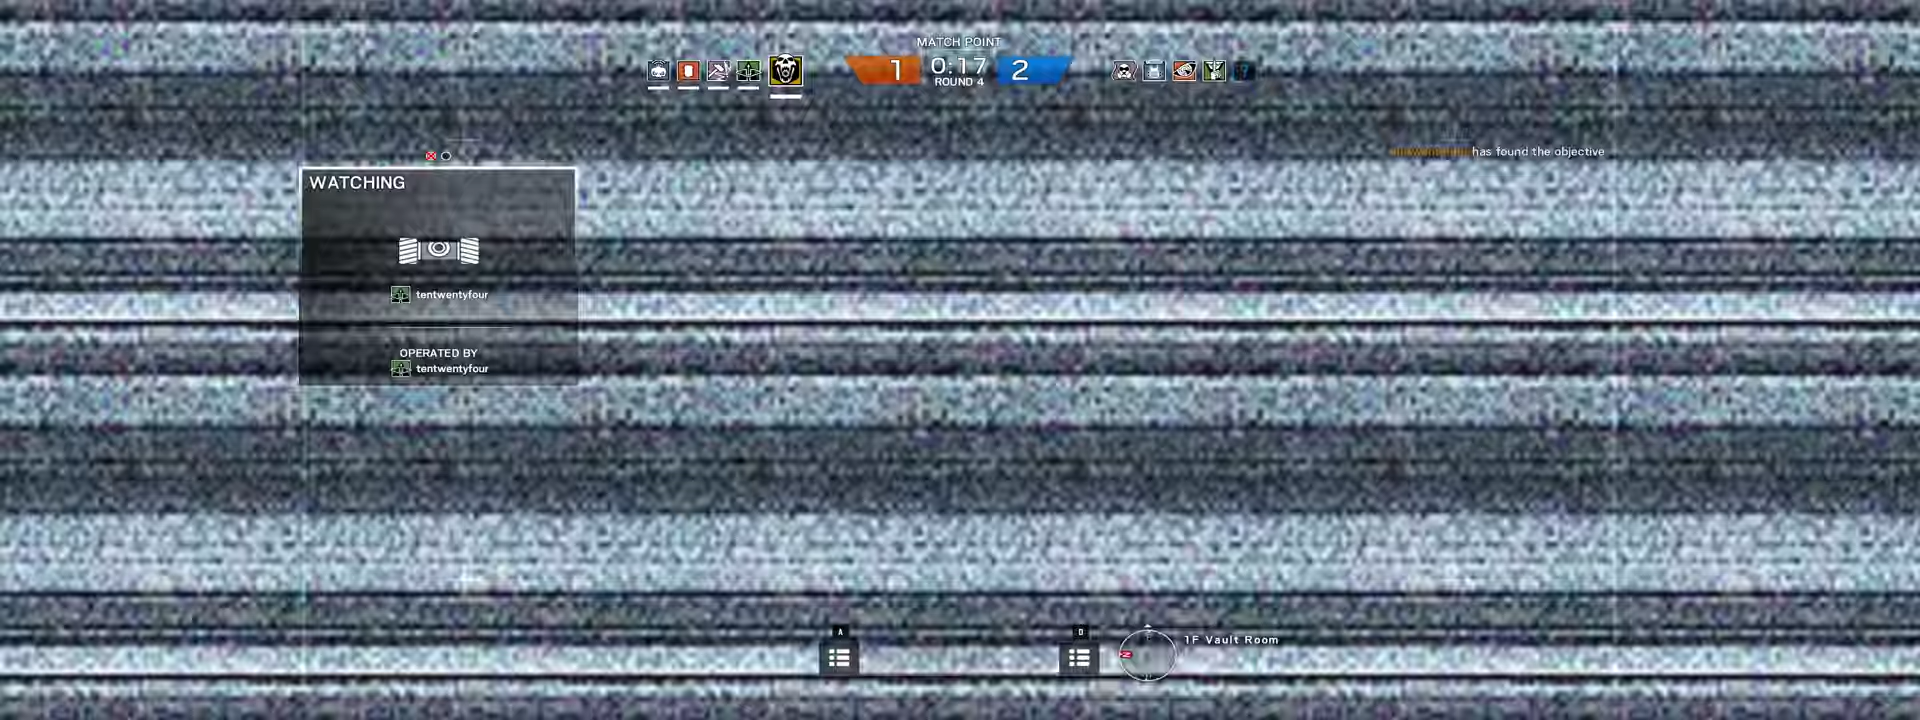 MATCH POINT
1 0:17 2
ROUND 4
has found the objective
WATCHING
tentwentyfour
OPERATED BY
tentwentyfour
A
D
1F Vault Room